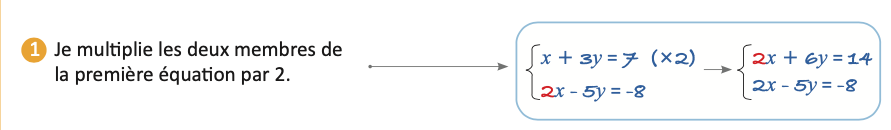 1 Je multiplie les deux membres de
la première équation par 2.
x + 3y = 7 (×2)
2x - 5y = -8
2x + 6y = 14
2x - 5y = -8